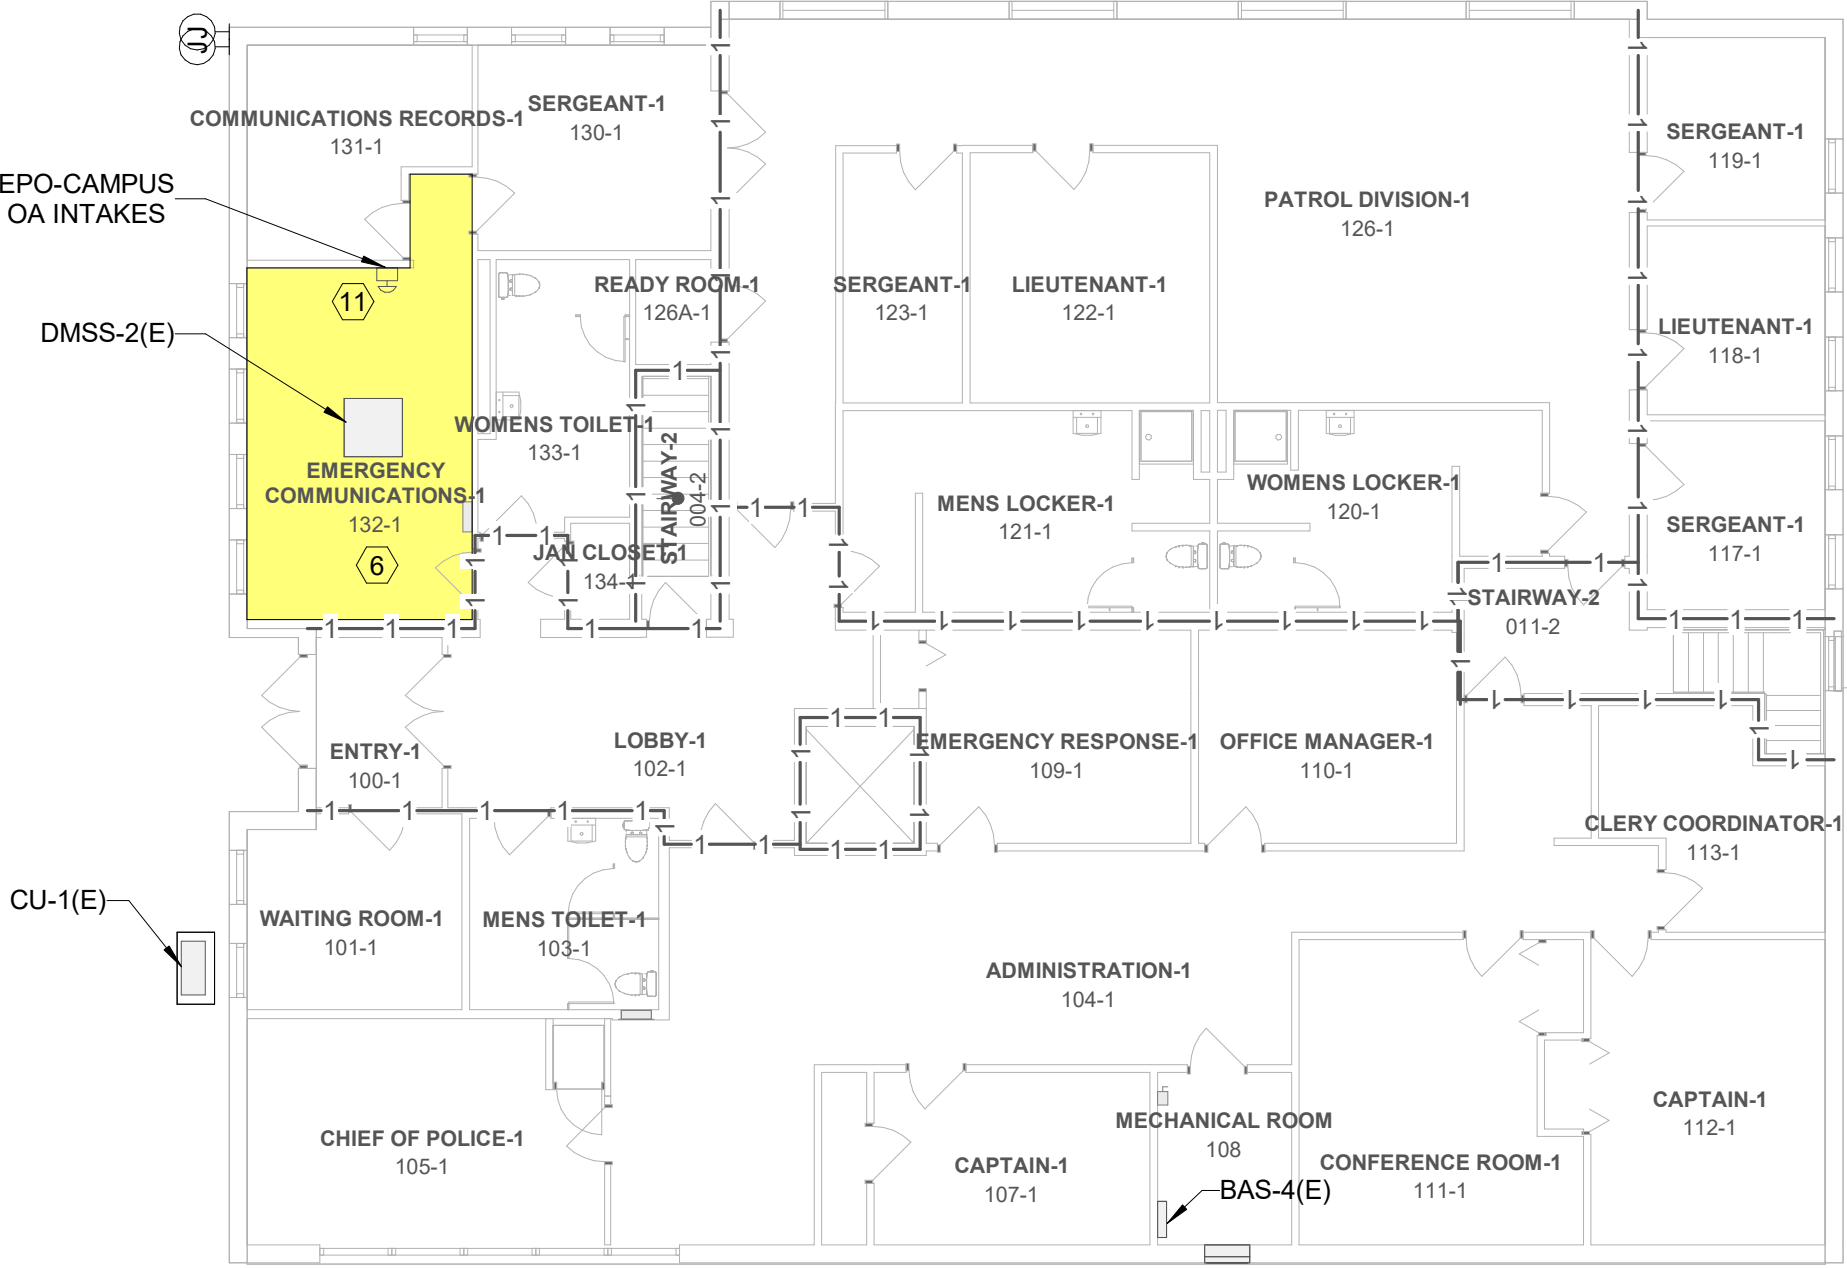 JJ
COMMUNICATIONS RECORDS-1
131-1
SERGEANT-1
130-1
EPO-CAMPUS
OA INTAKES
11
DMSS-2(E)
EMERGENCY
COMMUNICATIONS-1
132-1
6
WOMENS TOILET-1
133-1
READY ROOM-1
126A-1
STAIRWAY-2
004-2
JAN CLOSET-1
134-1
SERGEANT-1
123-1
LIEUTENANT-1
122-1
PATROL DIVISION-1
126-1
SERGEANT-1
119-1
LIEUTENANT-1
118-1
SERGEANT-1
117-1
MENS LOCKER-1
121-1
WOMENS LOCKER-1
120-1
STAIRWAY-2
011-2
ENTRY-1
100-1
LOBBY-1
102-1
EMERGENCY RESPONSE-1
109-1
OFFICE MANAGER-1
110-1
CLERY COORDINATOR-1
113-1
CU-1(E)
WAITING ROOM-1
101-1
MENS TOILET-1
103-1
ADMINISTRATION-1
104-1
CHIEF OF POLICE-1
105-1
CAPTAIN-1
107-1
MECHANICAL ROOM
108
BAS-4(E)
CONFERENCE ROOM-1
111-1
CAPTAIN-1
112-1